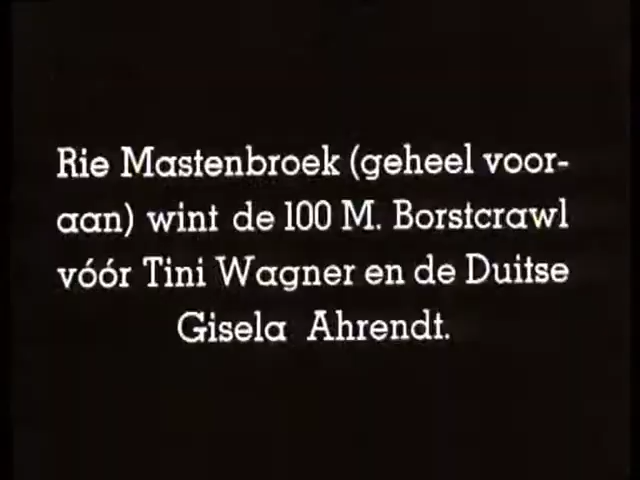 Rie Mastenbroek (geheel voor-
aan) wint de 100 M. Borstcrawl
vóór Tini Wagner en de Duitse
Gisela Ahrendt.